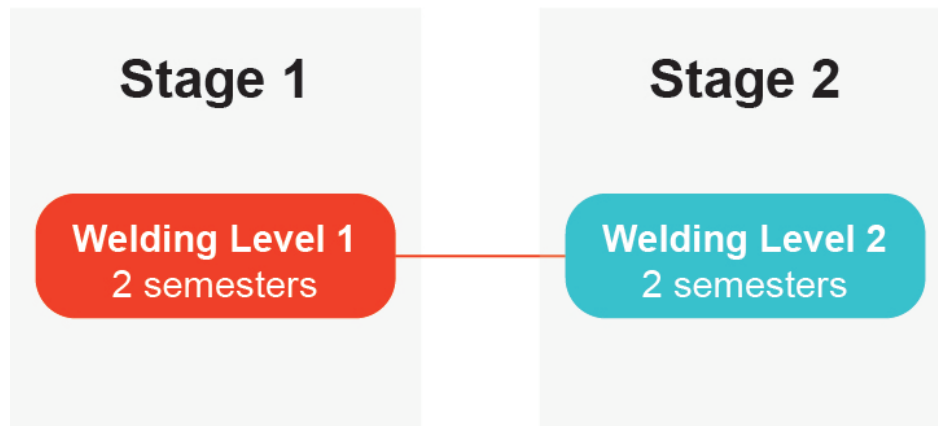 Stage 1
Welding Level 1
2 semesters
Stage 2
Welding Level 2
2 semesters